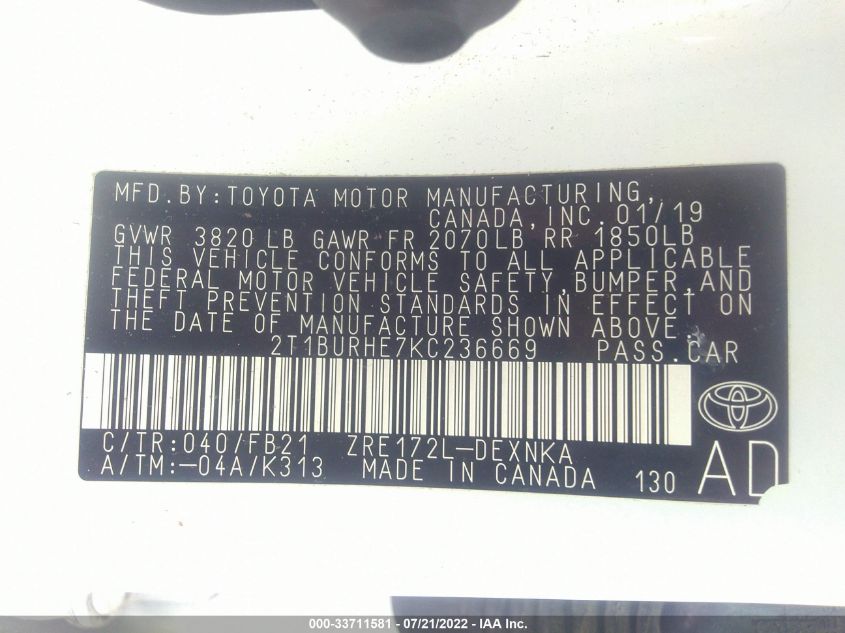 MFD.BY:TOYOTA MOTOR MANUFACTURING,
CANADA, INC. 01/19
GVWR 3820 LB GAWR FR 2070LB RR 1850LB
THIS VEHICLE CONFORMS TO ALL APPLICABLE
FEDERAL MOTOR VEHICLE SAFETY,BUMPER,AND
THEFT PREVENTION STANDARDS IN EFFECT ON
THE DATE OF MANUFACTURE SHOWN ABOVE.
2T1BURHE7KC236669 PASS.CAR
C/TR:040/FB21 ZRE172L-DEXNKA
A/TM:-04A/K313 MADE IN CANADA 130 AD
000-33711581 - 07/21/2022 - IAA Inc.